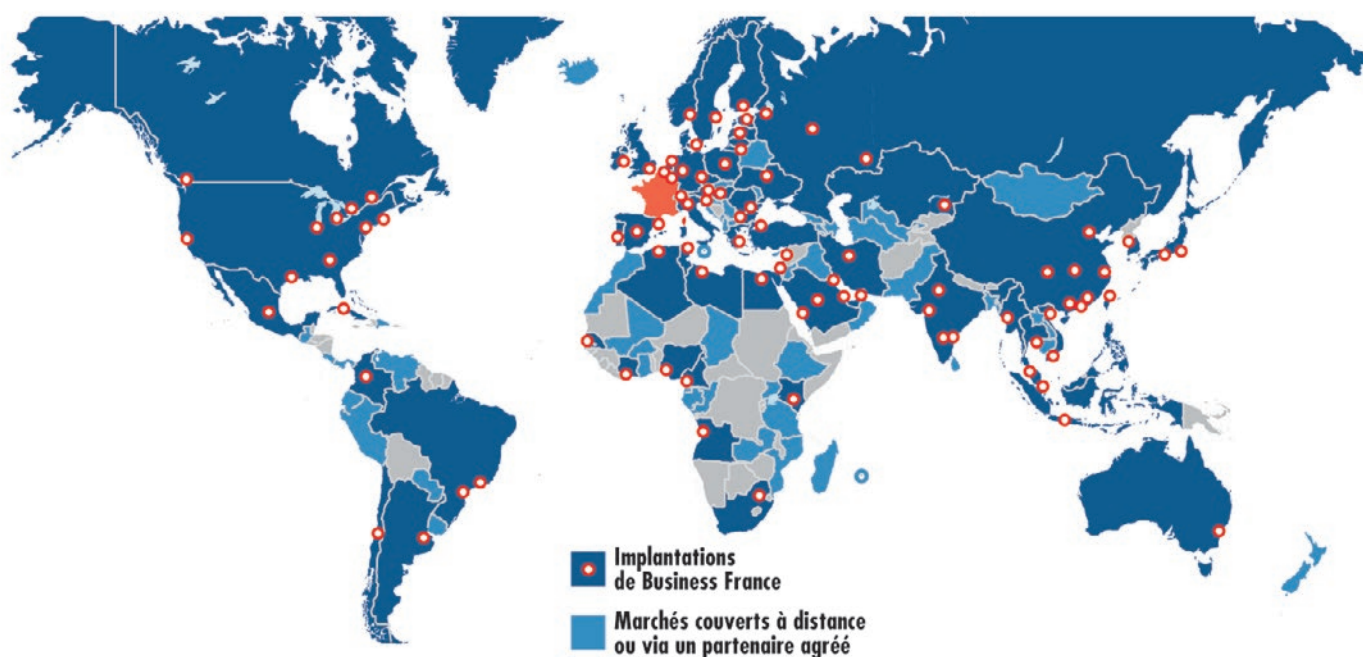 Implantations
de Business France
Marchés couverts à distance
ou via un partenaire agréé